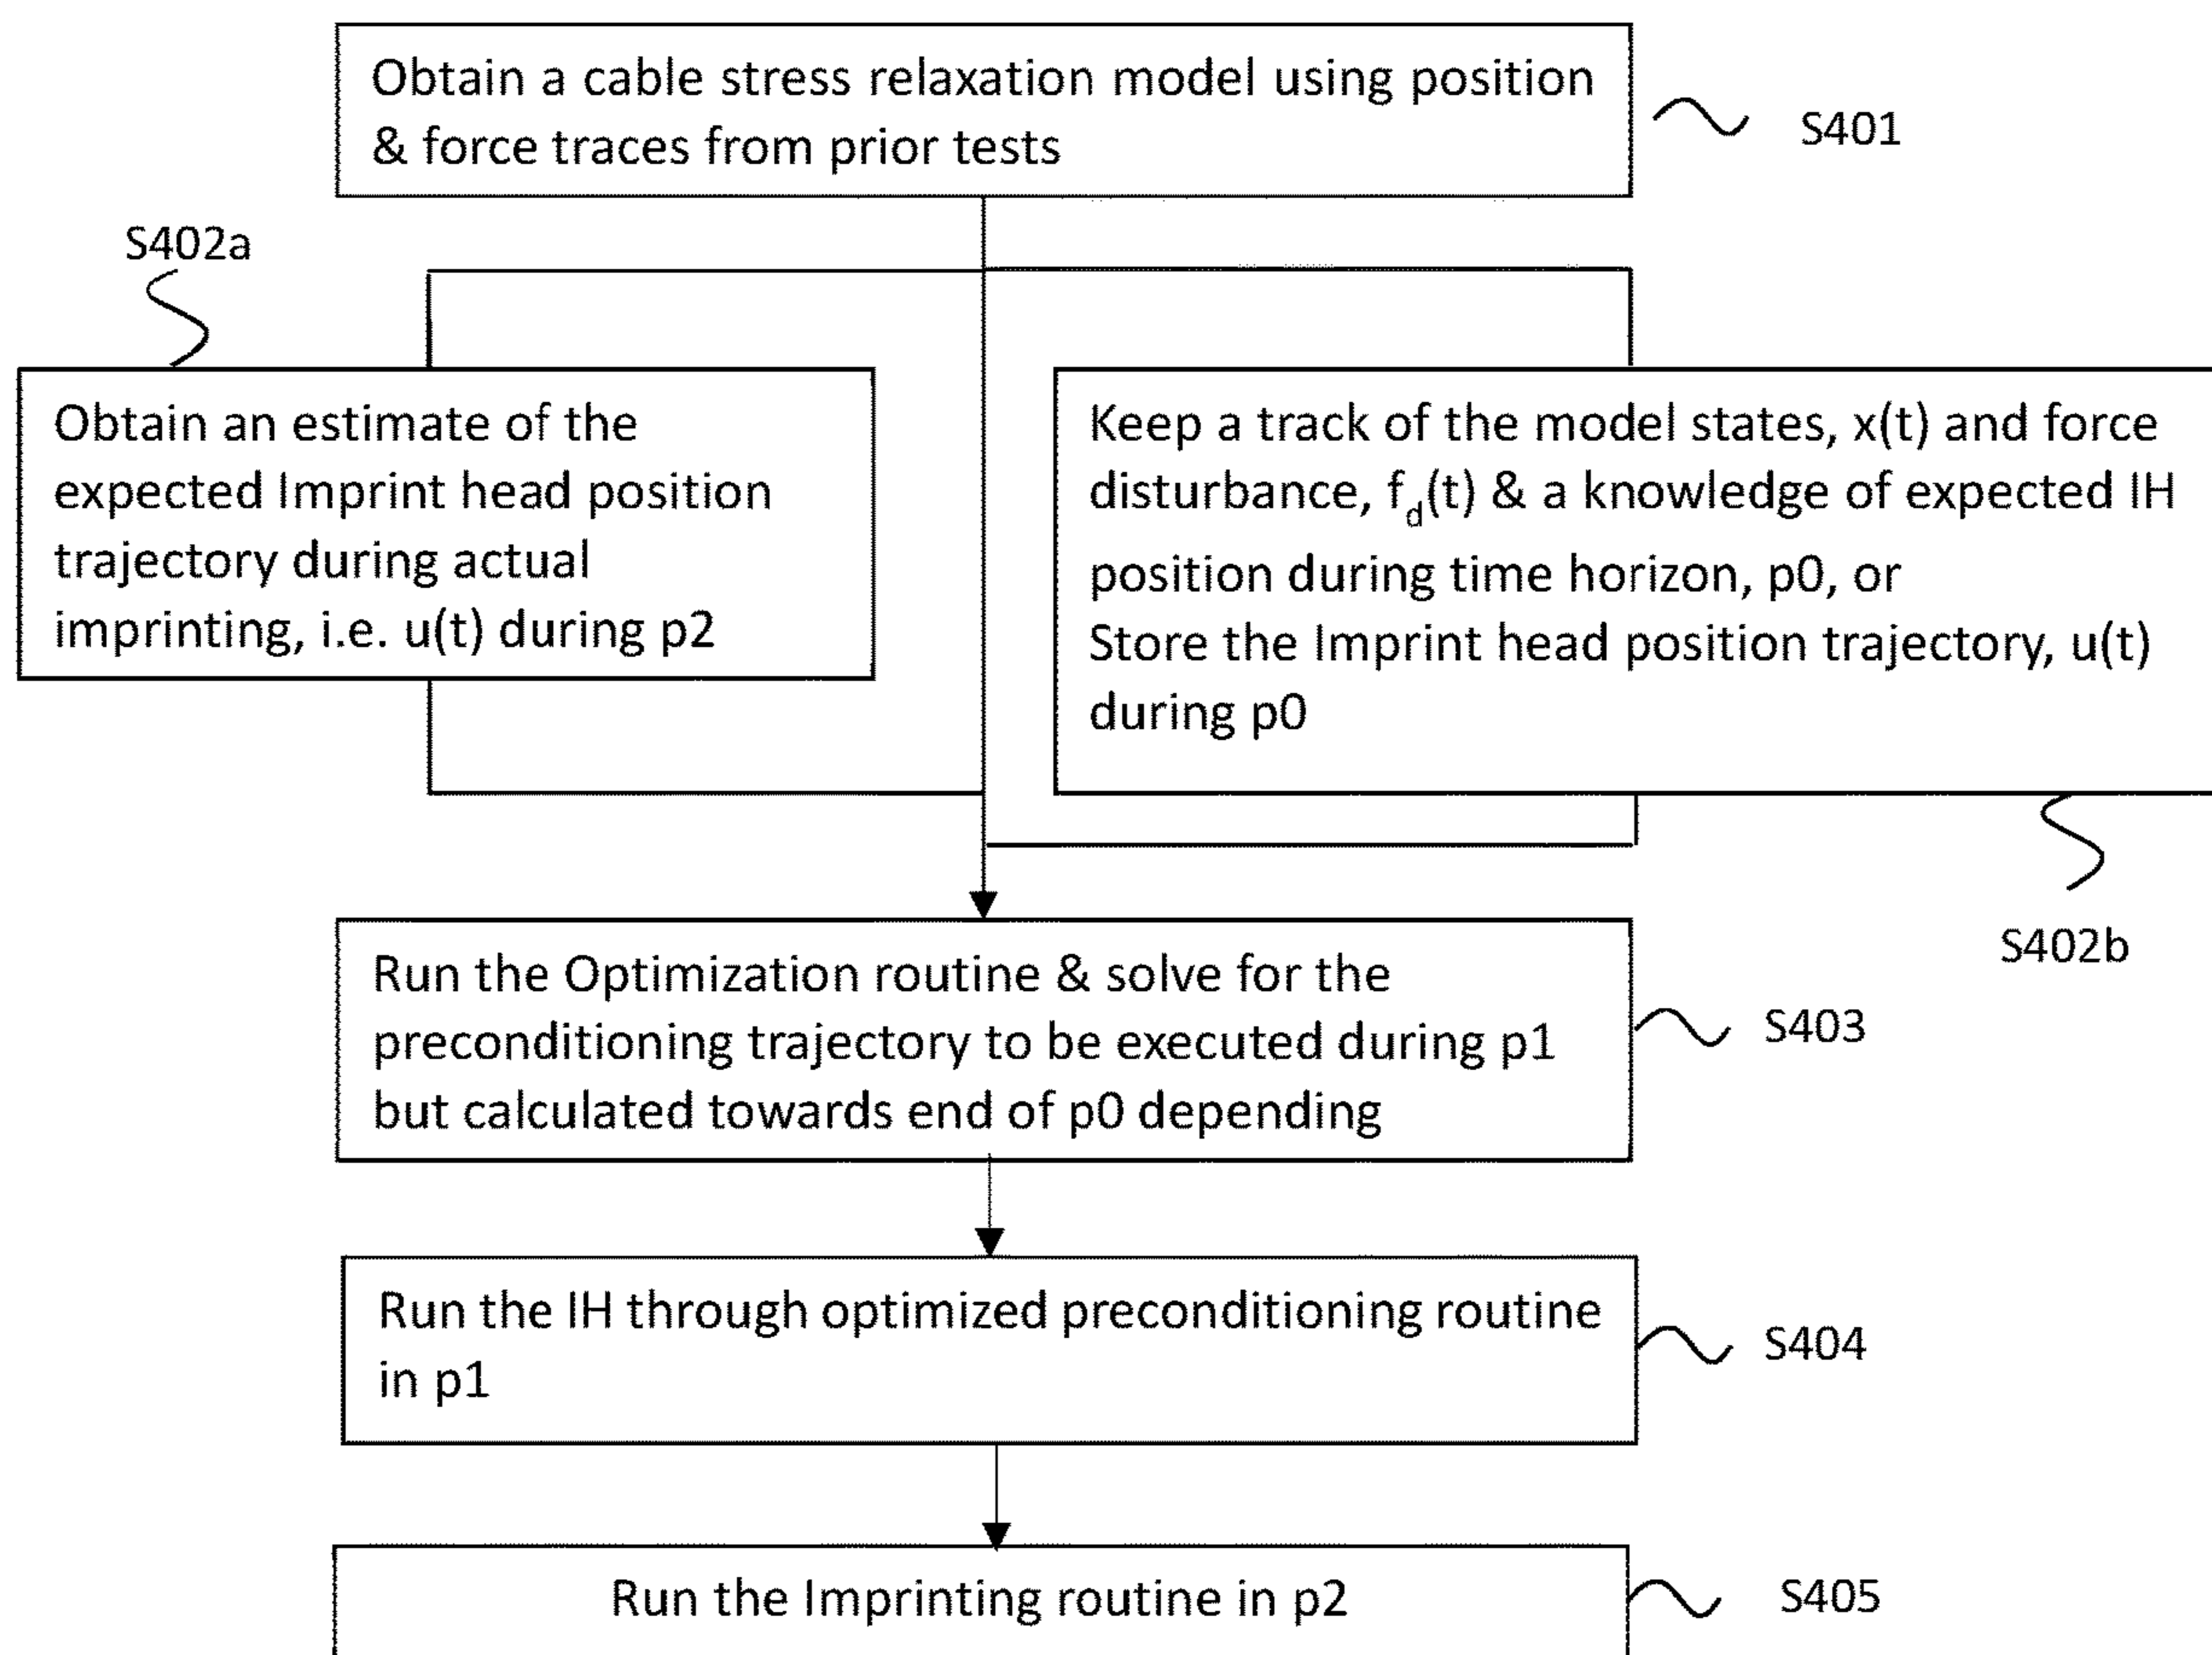 Obtain a cable stress relaxation model using position
& force traces from prior tests
S401
S402a
Obtain an estimate of the
expected Imprint head position
trajectory during actual
imprinting, i.e. u(t) during p2
Keep a track of the model states, x(t) and force
disturbance, f_d(t) & a knowledge of expected IH
position during time horizon, p0, or
Store the Imprint head position trajectory, u(t)
during p0
S402b
Run the Optimization routine & solve for the
preconditioning trajectory to be executed during p1
but calculated towards end of p0 depending
S403
Run the IH through optimized preconditioning routine
in p1
S404
Run the Imprinting routine in p2
S405